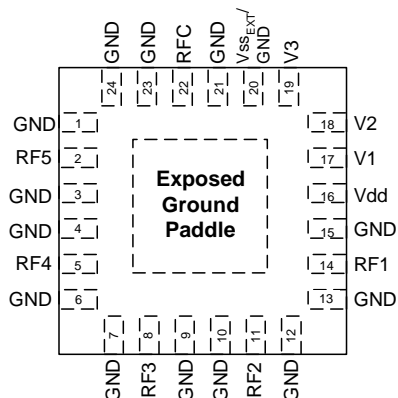 GND
GND
RFC
GND
VssEXT/
GND
V3
24
23
22
21
20
19
GND 1
RF5 2
GND 3
GND 4
RF4 5
GND 6
Exposed
Ground
Paddle
18 V2
17 V1
16 Vdd
15 GND
14 RF1
13 GND
7
8
9
10
11
12
GND
RF3
GND
GND
RF2
GND